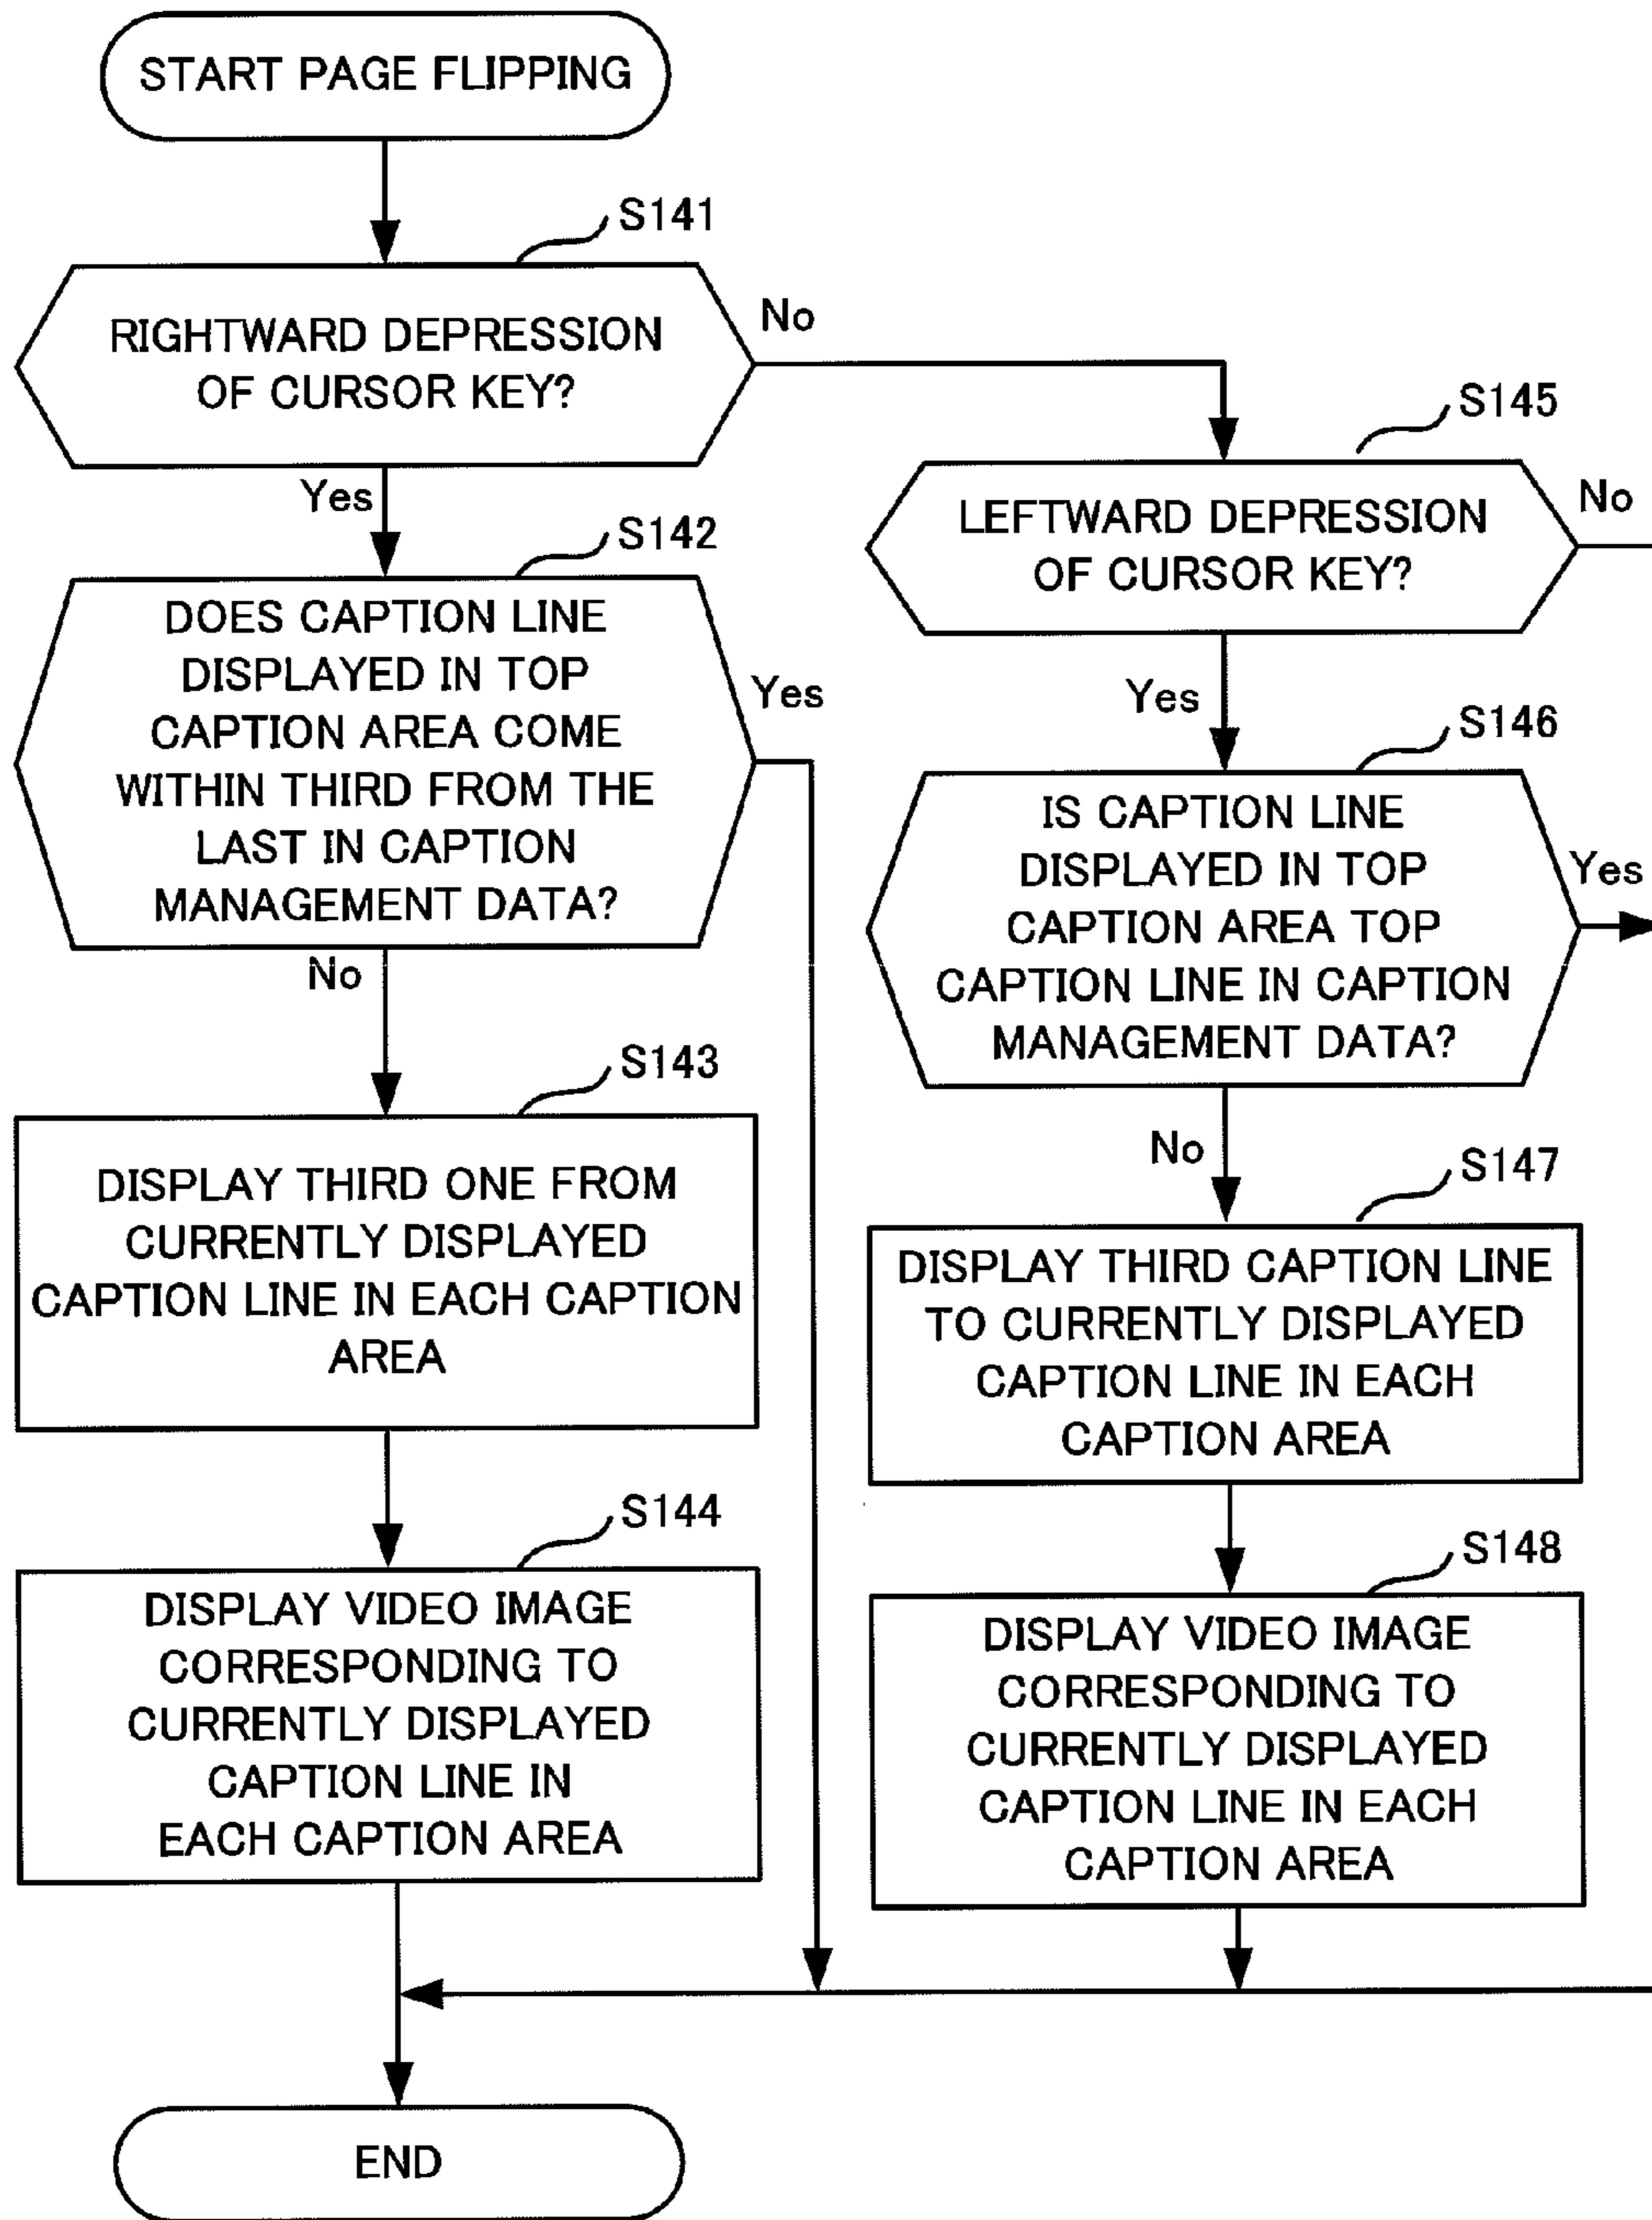 START PAGE FLIPPING
S141
RIGHTWARD DEPRESSION
OF CURSOR KEY?
No
Yes
S142
DOES CAPTION LINE
DISPLAYED IN TOP
CAPTION AREA COME
WITHIN THIRD FROM THE
LAST IN CAPTION
MANAGEMENT DATA?
Yes
No
S143
DISPLAY THIRD ONE FROM
CURRENTLY DISPLAYED
CAPTION LINE IN EACH CAPTION
AREA
S144
DISPLAY VIDEO IMAGE
CORRESPONDING TO
CURRENTLY DISPLAYED
CAPTION LINE IN
EACH CAPTION AREA
S145
LEFTWARD DEPRESSION
OF CURSOR KEY?
No
Yes
S146
IS CAPTION LINE
DISPLAYED IN TOP
CAPTION AREA TOP
CAPTION LINE IN CAPTION
MANAGEMENT DATA?
Yes
No
S147
DISPLAY THIRD CAPTION LINE
TO CURRENTLY DISPLAYED
CAPTION LINE IN EACH
CAPTION AREA
S148
DISPLAY VIDEO IMAGE
CORRESPONDING TO
CURRENTLY DISPLAYED
CAPTION LINE IN EACH
CAPTION AREA
END